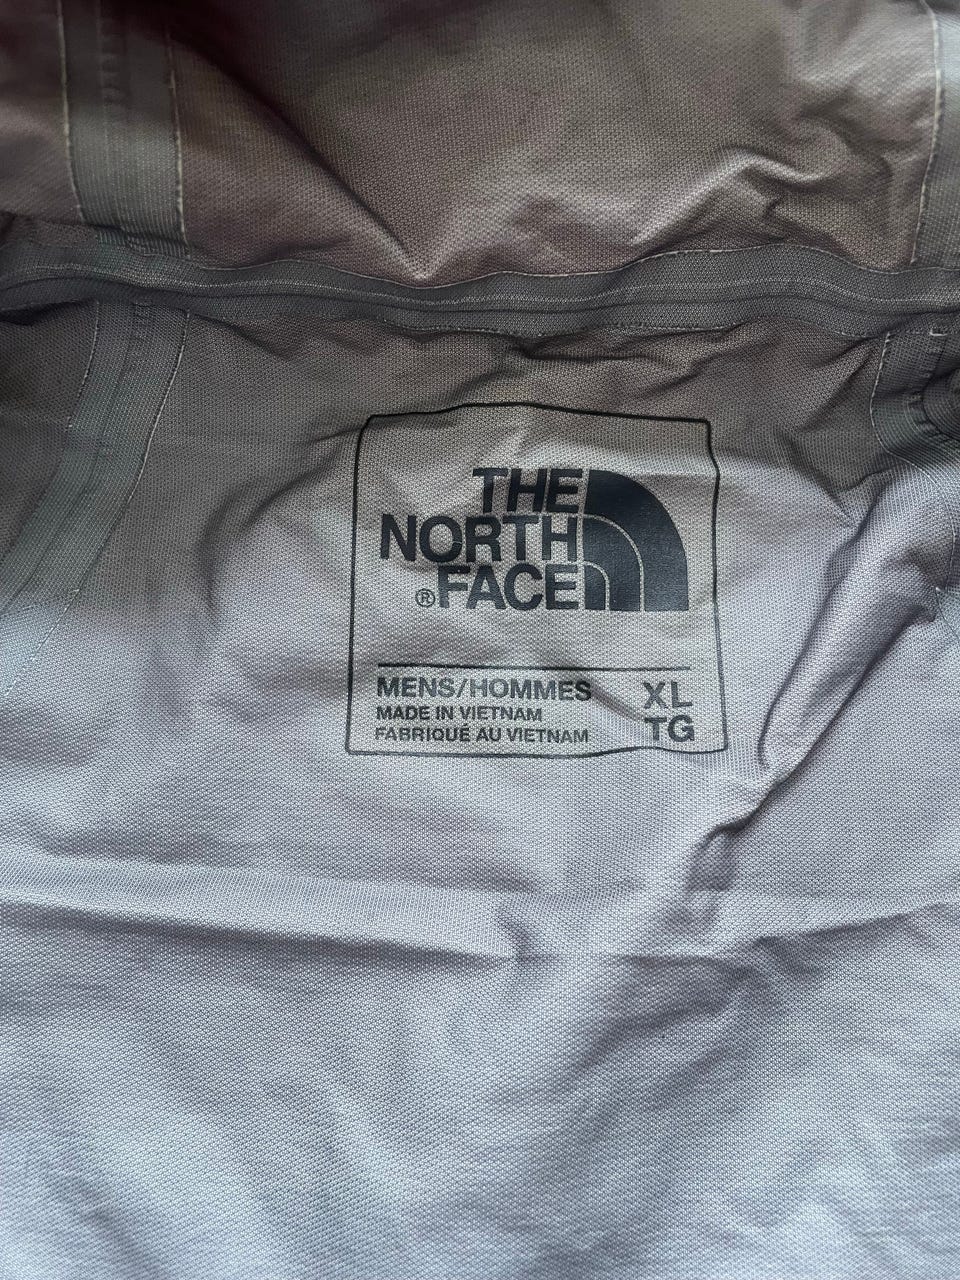 THE
NORTH
®FACE
MENS/HOMMES XL
MADE IN VIETNAM
FABRIQUÉ AU VIETNAM TG